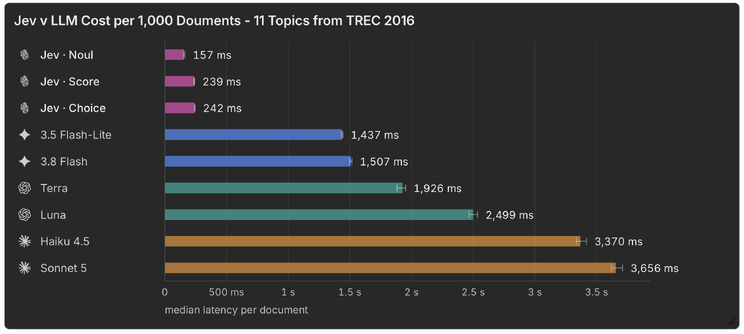 Jev v LLM Cost per 1,000 Douments - 11 Topics from TREC 2016
Jev · Noul 157 ms
Jev · Score 239 ms
Jev · Choice 242 ms
3.5 Flash-Lite 1,437 ms
3.8 Flash 1,507 ms
Terra 1,926 ms
Luna 2,499 ms
Haiku 4.5 3,370 ms
Sonnet 5 3,656 ms
0 500 ms 1 s 1.5 s 2 s 2.5 s 3 s 3.5 s
median latency per document